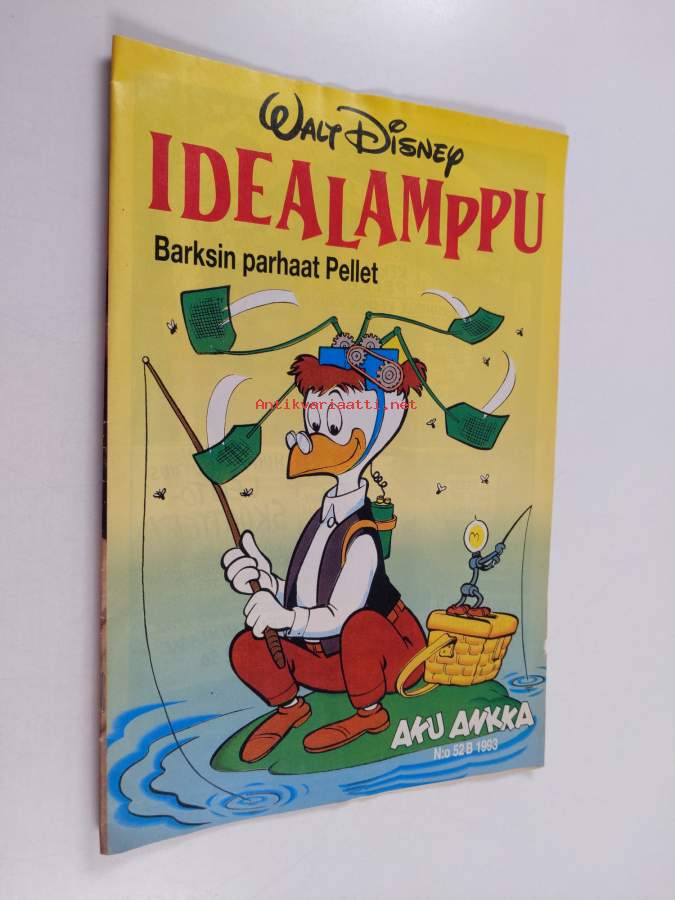 WALT DISNEY
IDEALAMPPU
Barksin parhaat Pellet
Antikvariaatti.net
AKU ANKKA
N:o 52 B 1993